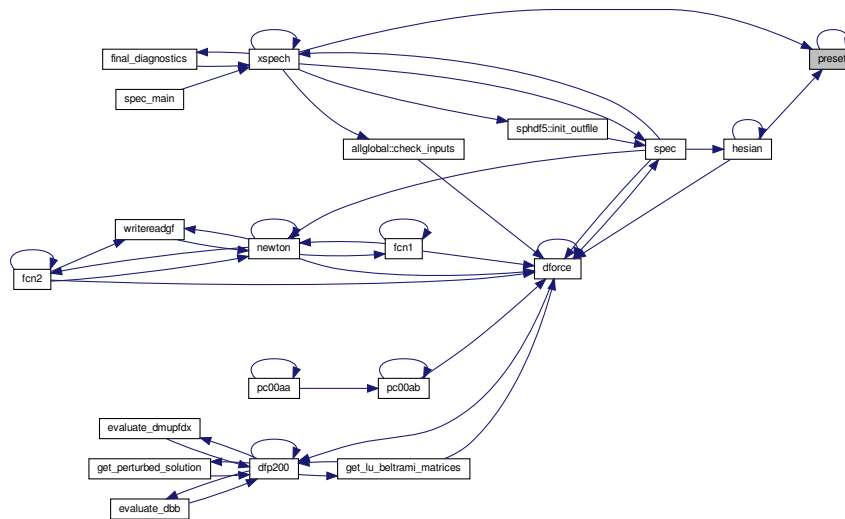 final_diagnostics
xspech
preset
spec_main
sphdf5::init_outfile
allglobal::check_inputs
spec
hesian
writereadgf
newton
fcn1
fcn2
dforce
pc00aa
pc00ab
evaluate_dmupfdx
get_perturbed_solution
dfp200
get_lu_beltrami_matrices
evaluate_dbb